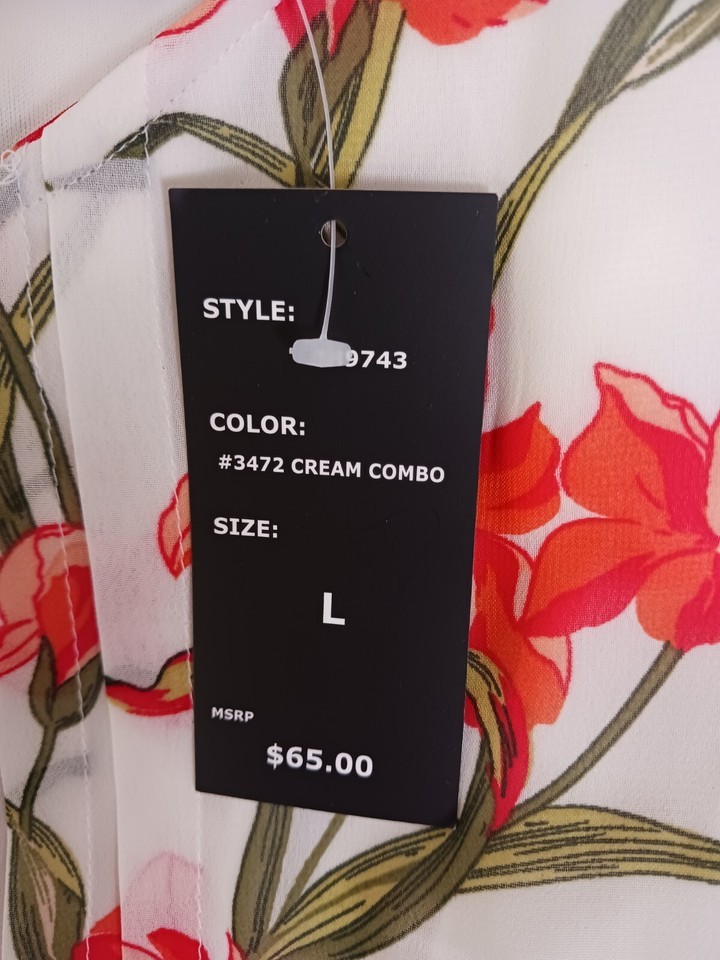 STYLE:
9743
COLOR:
#3472 CREAM COMBO
SIZE:
L
MSRP
$65.00